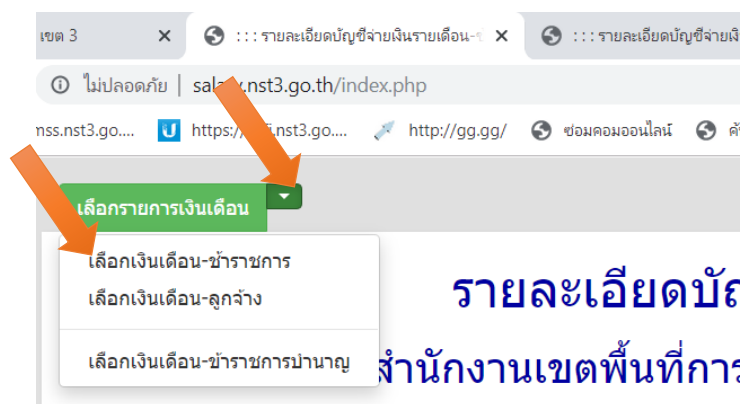 เขต 3
: : : รายละเอียดบัญชีจ่ายเงินรายเดือน-
: : : รายละเอียดบัญชีจ่ายเงิ
ไม่ปลอดภัย | salary.nst3.go.th/index.php
mss.nst3.go.... https:/ .nst3.go.... http://gg.gg/ ซ่อมคอมออนไลน์
เลือกรายการเงินเดือน
เลือกเงินเดือน-ข้าราชการ
เลือกเงินเดือน-ลูกจ้าง
เลือกเงินเดือน-ข้าราชการบำนาญ
รายละเอียดบัญ
สำนักงานเขตพื้นที่การ